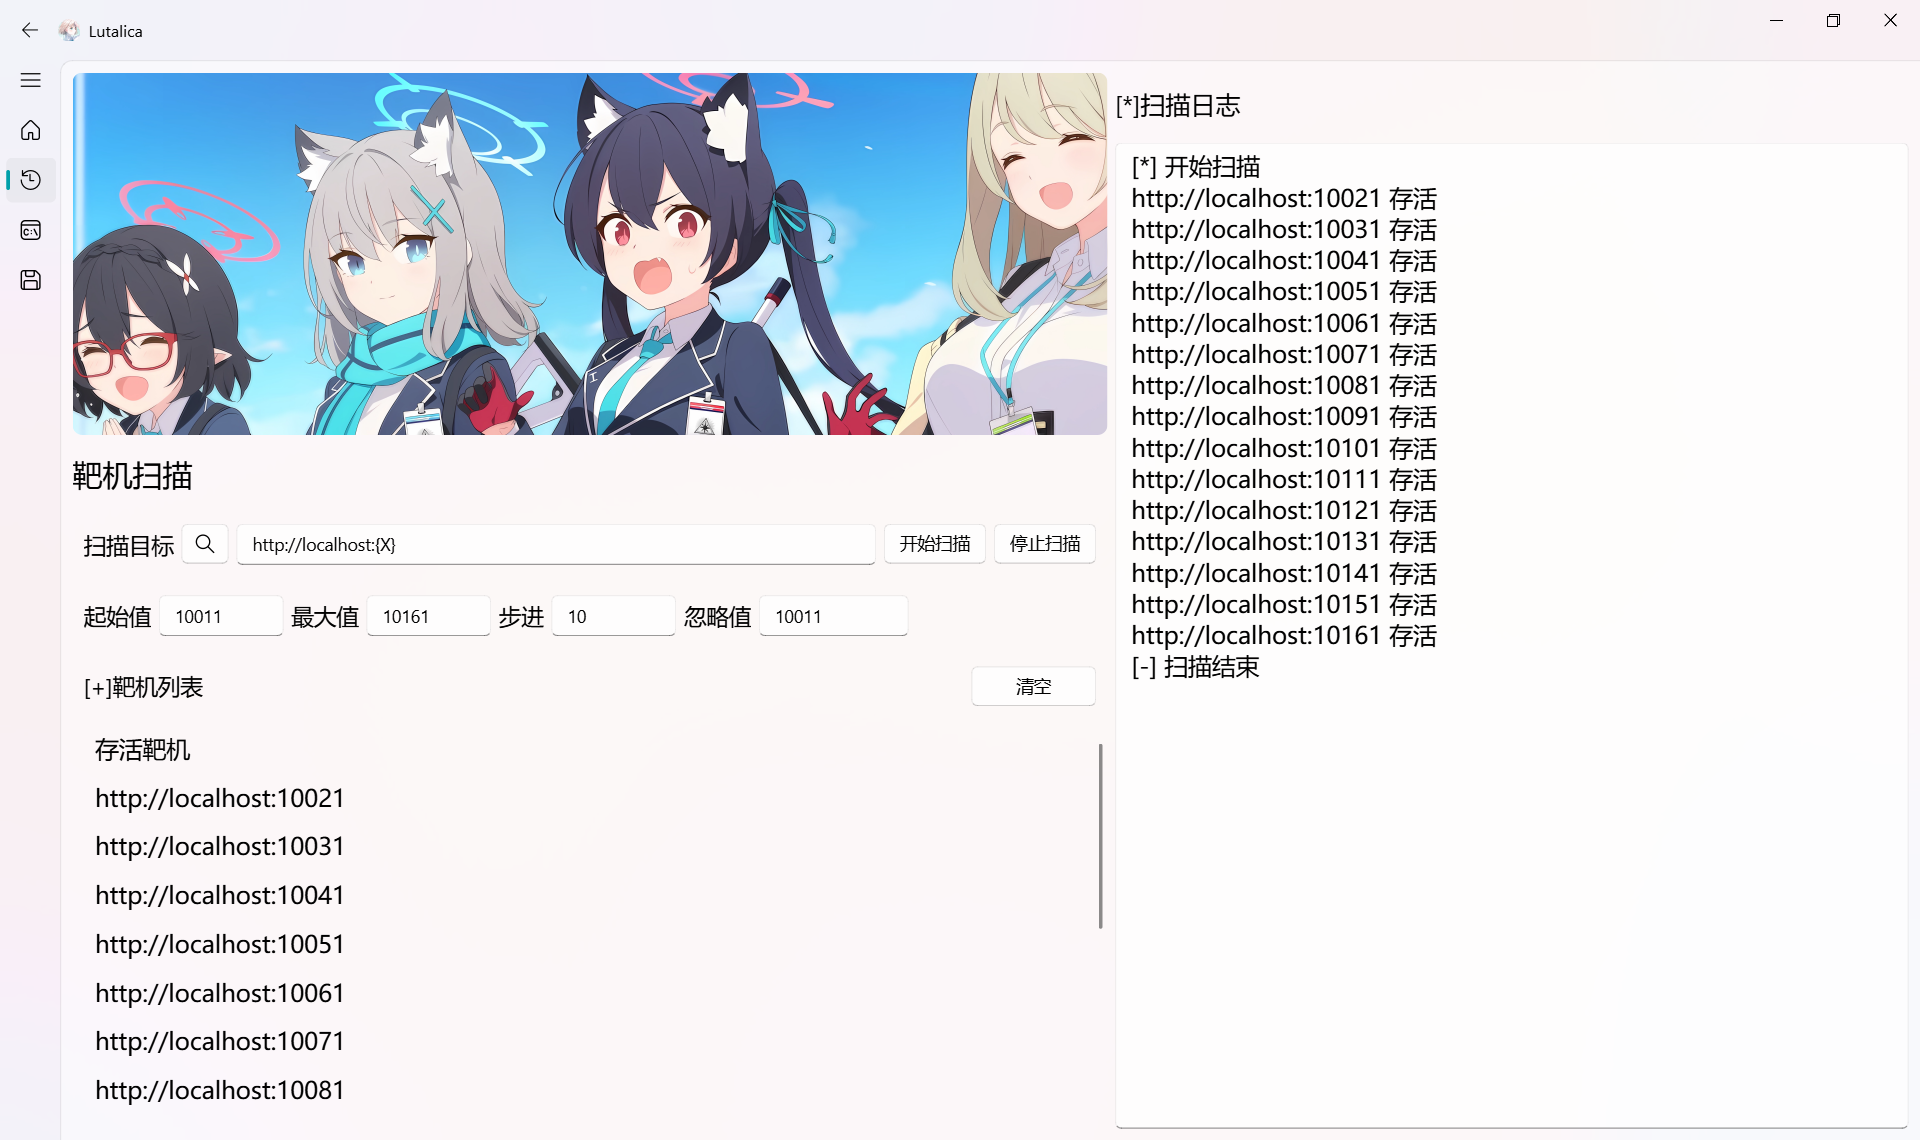 Lutalica
靶机扫描
扫描目标 http://localhost:{X} 开始扫描 停止扫描
起始值 10011 最大值 10161 步进 10 忽略值 10011
[+]靶机列表 清空
存活靶机
http://localhost:10021
http://localhost:10031
http://localhost:10041
http://localhost:10051
http://localhost:10061
http://localhost:10071
http://localhost:10081
[*]扫描日志
[*] 开始扫描
http://localhost:10021 存活
http://localhost:10031 存活
http://localhost:10041 存活
http://localhost:10051 存活
http://localhost:10061 存活
http://localhost:10071 存活
http://localhost:10081 存活
http://localhost:10091 存活
http://localhost:10101 存活
http://localhost:10111 存活
http://localhost:10121 存活
http://localhost:10131 存活
http://localhost:10141 存活
http://localhost:10151 存活
http://localhost:10161 存活
[-] 扫描结束